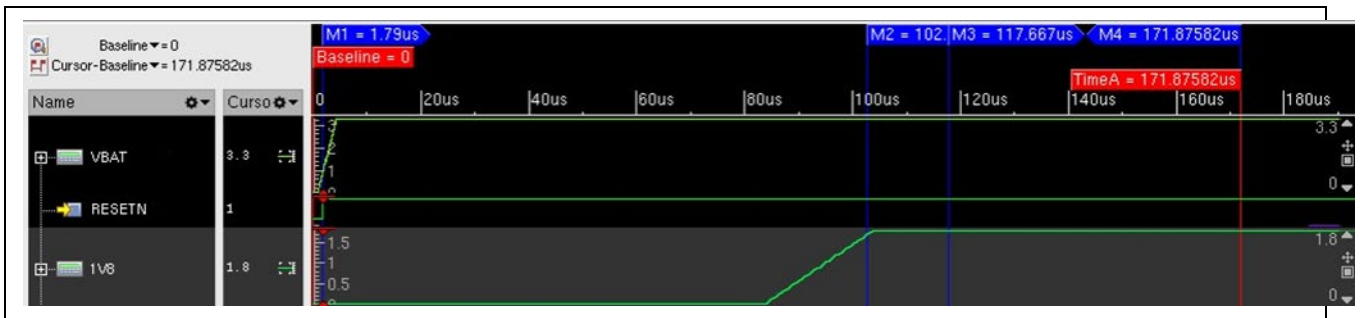 M1 = 1.79us M2 = 102. M3 = 117.667us M4 = 171.87582us
Baseline▼= 0 Baseline = 0
Cursor-Baseline▼= 171.87582us TimeA = 171.87582us
Name Curso 0 20us 40us 60us 80us 100us 120us 140us 160us 180us
3 3.3
VBAT 3.3 2
1
0 0
RESETN 1
1.5 1.8
1V8 1.8 1
0.5
0 0